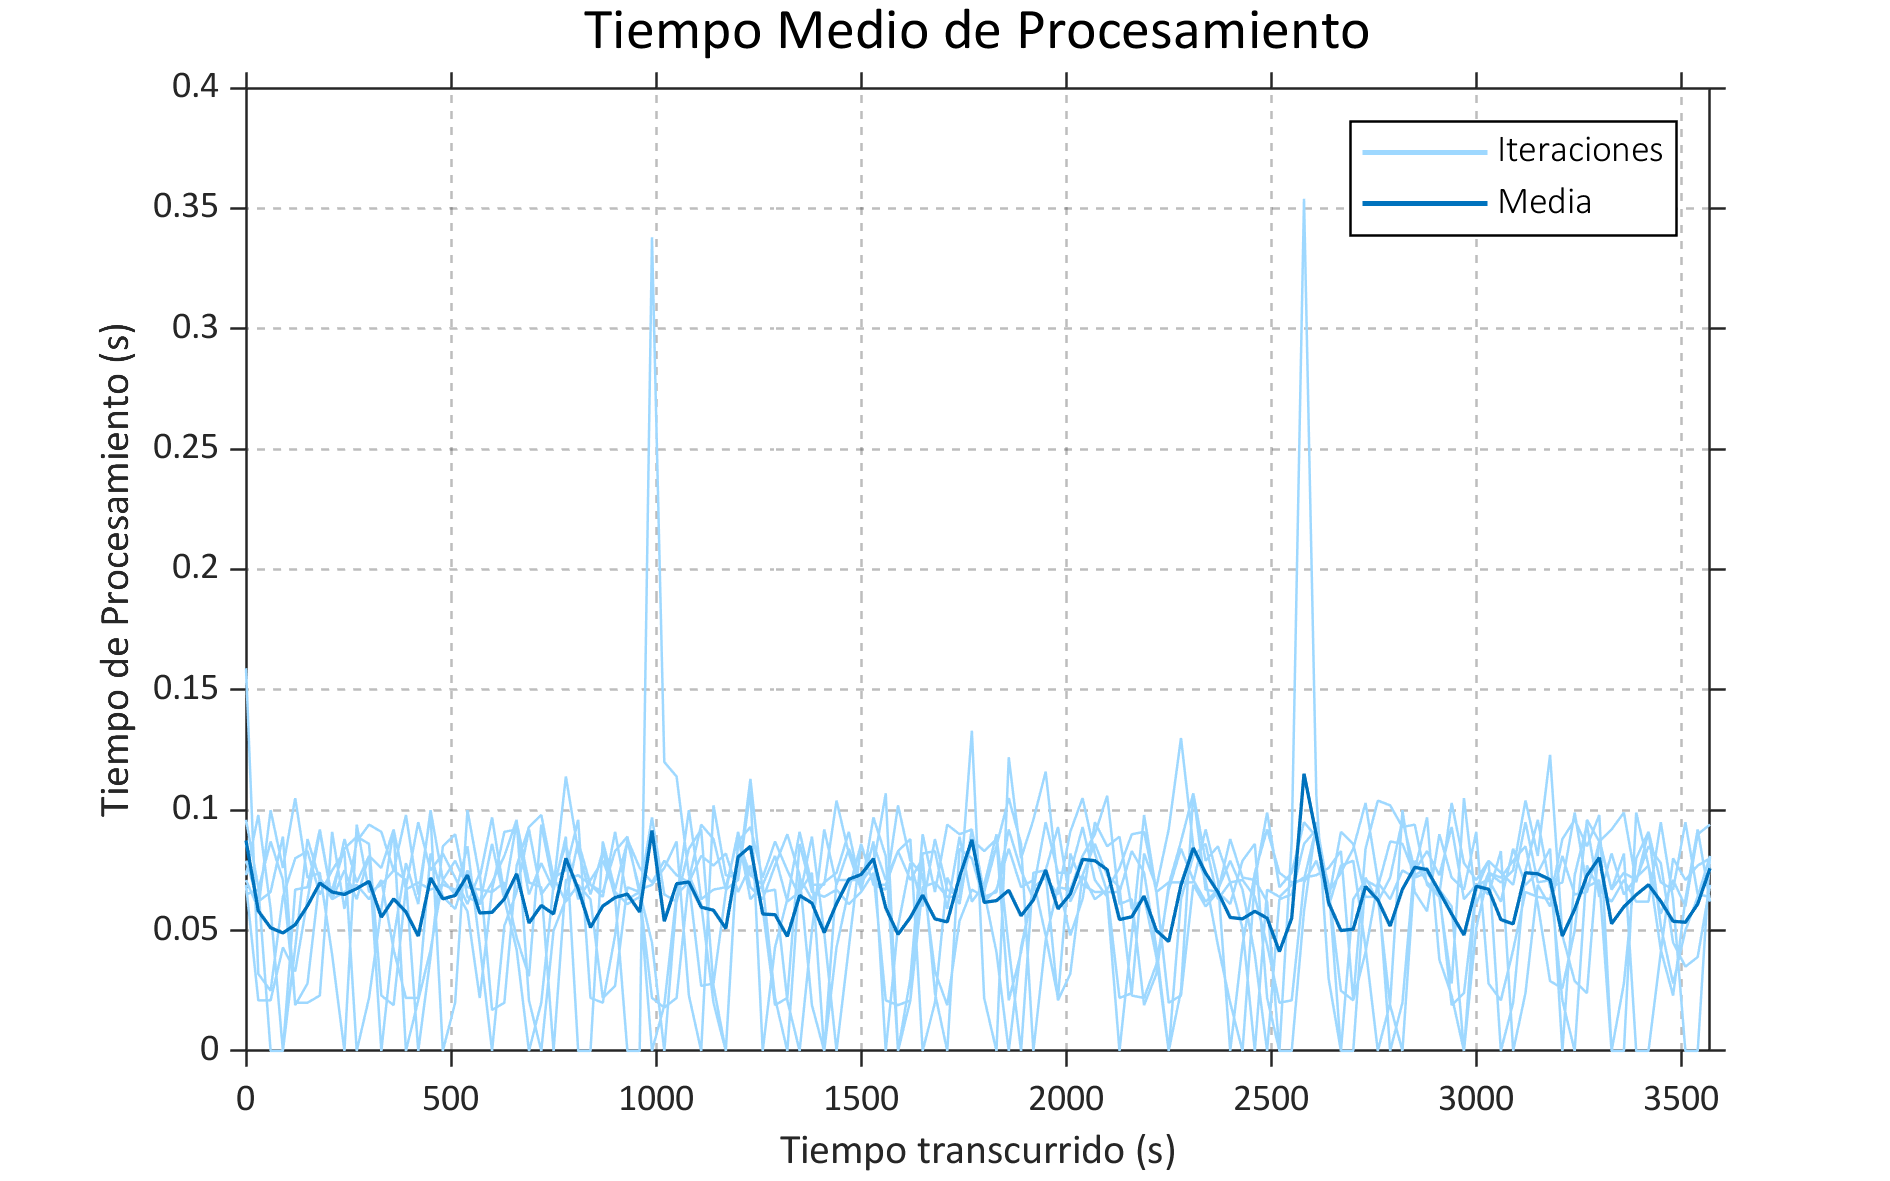 Tiempo Medio de Procesamiento
Tiempo de Procesamiento (s)
0.4
0.35
0.3
0.25
0.2
0.15
0.1
0.05
0
Iteraciones
Media
0 500 1000 1500 2000 2500 3000 3500
Tiempo transcurrido (s)